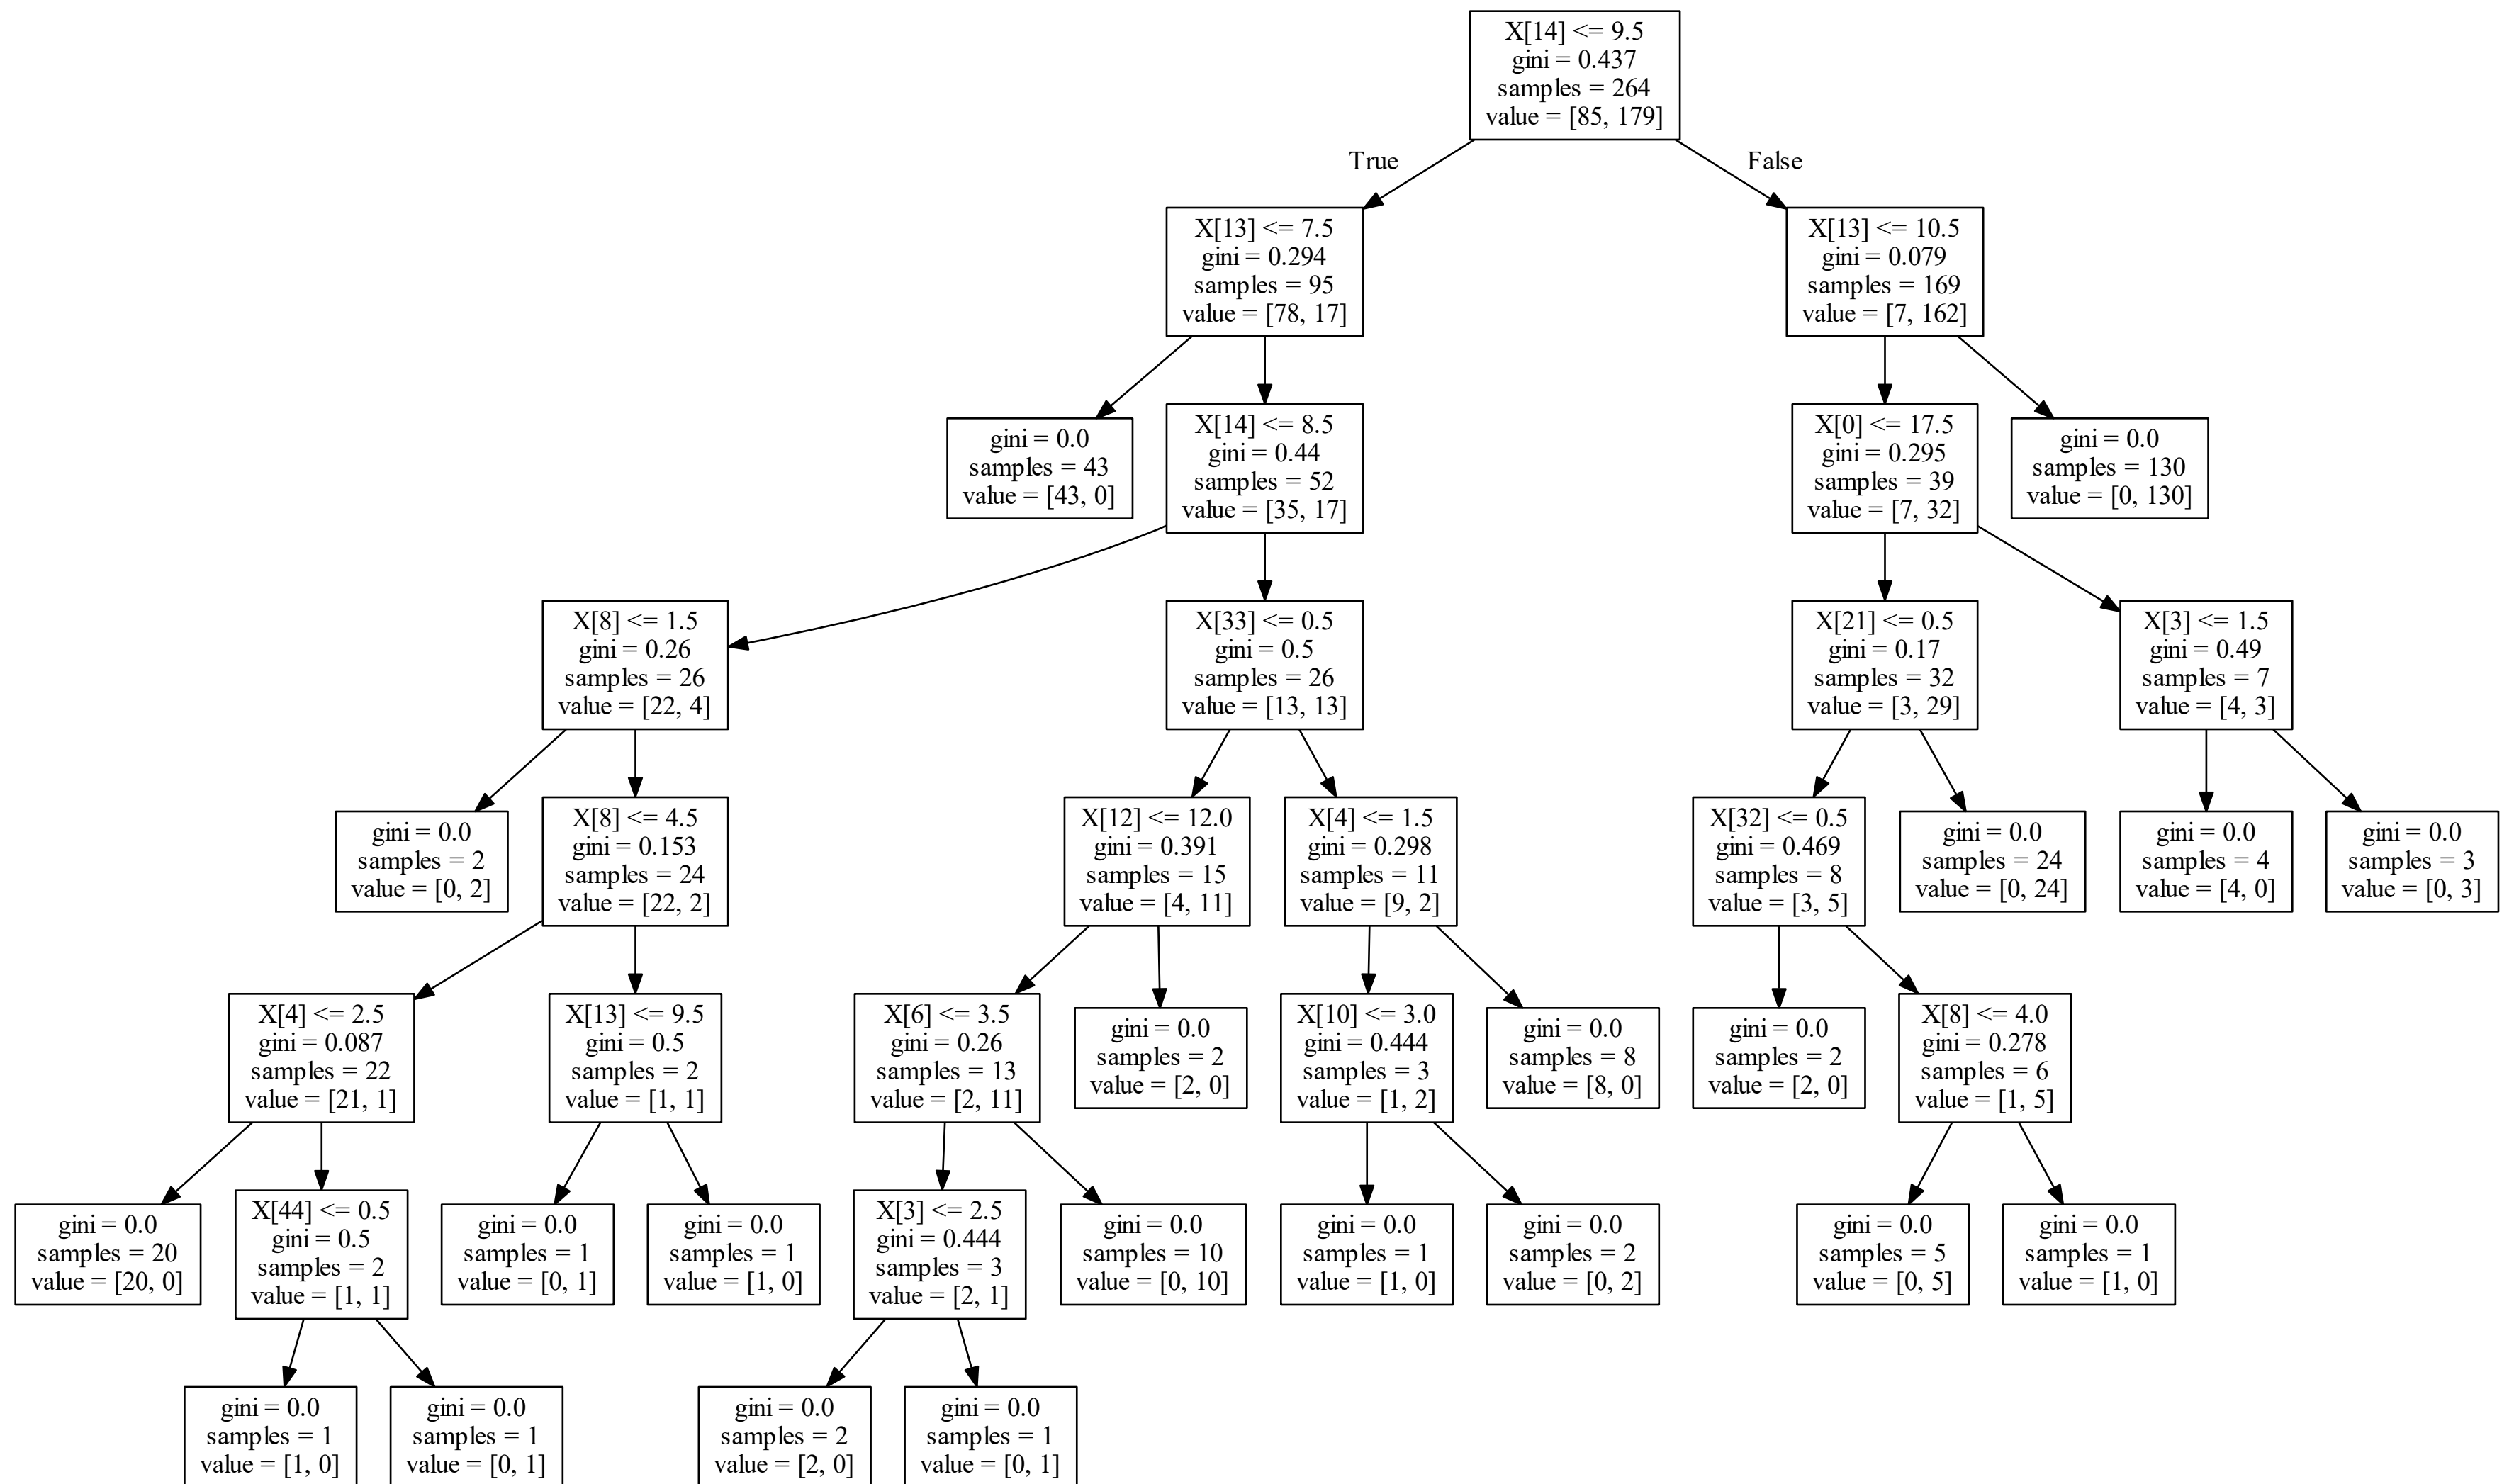 X[14] <= 9.5
gini = 0.437
samples = 264
value = [85, 179]
True
False
X[13] <= 7.5
gini = 0.294
samples = 95
value = [78, 17]
X[13] <= 10.5
gini = 0.079
samples = 169
value = [7, 162]
gini = 0.0
samples = 43
value = [43, 0]
X[14] <= 8.5
gini = 0.44
samples = 52
value = [35, 17]
X[0] <= 17.5
gini = 0.295
samples = 39
value = [7, 32]
gini = 0.0
samples = 130
value = [0, 130]
X[8] <= 1.5
gini = 0.26
samples = 26
value = [22, 4]
X[33] <= 0.5
gini = 0.5
samples = 26
value = [13, 13]
X[21] <= 0.5
gini = 0.17
samples = 32
value = [3, 29]
X[3] <= 1.5
gini = 0.49
samples = 7
value = [4, 3]
gini = 0.0
samples = 2
value = [0, 2]
X[8] <= 4.5
gini = 0.153
samples = 24
value = [22, 2]
X[12] <= 12.0
gini = 0.391
samples = 15
value = [4, 11]
X[4] <= 1.5
gini = 0.298
samples = 11
value = [9, 2]
X[32] <= 0.5
gini = 0.469
samples = 8
value = [3, 5]
gini = 0.0
samples = 24
value = [0, 24]
gini = 0.0
samples = 4
value = [4, 0]
gini = 0.0
samples = 3
value = [0, 3]
X[4] <= 2.5
gini = 0.087
samples = 22
value = [21, 1]
X[13] <= 9.5
gini = 0.5
samples = 2
value = [1, 1]
X[6] <= 3.5
gini = 0.26
samples = 13
value = [2, 11]
gini = 0.0
samples = 2
value = [2, 0]
X[10] <= 3.0
gini = 0.444
samples = 3
value = [1, 2]
gini = 0.0
samples = 8
value = [8, 0]
gini = 0.0
samples = 2
value = [2, 0]
X[8] <= 4.0
gini = 0.278
samples = 6
value = [1, 5]
gini = 0.0
samples = 20
value = [20, 0]
X[44] <= 0.5
gini = 0.5
samples = 2
value = [1, 1]
gini = 0.0
samples = 1
value = [0, 1]
gini = 0.0
samples = 1
value = [1, 0]
X[3] <= 2.5
gini = 0.444
samples = 3
value = [2, 1]
gini = 0.0
samples = 10
value = [0, 10]
gini = 0.0
samples = 1
value = [1, 0]
gini = 0.0
samples = 2
value = [0, 2]
gini = 0.0
samples = 5
value = [0, 5]
gini = 0.0
samples = 1
value = [1, 0]
gini = 0.0
samples = 1
value = [1, 0]
gini = 0.0
samples = 1
value = [0, 1]
gini = 0.0
samples = 2
value = [2, 0]
gini = 0.0
samples = 1
value = [0, 1]